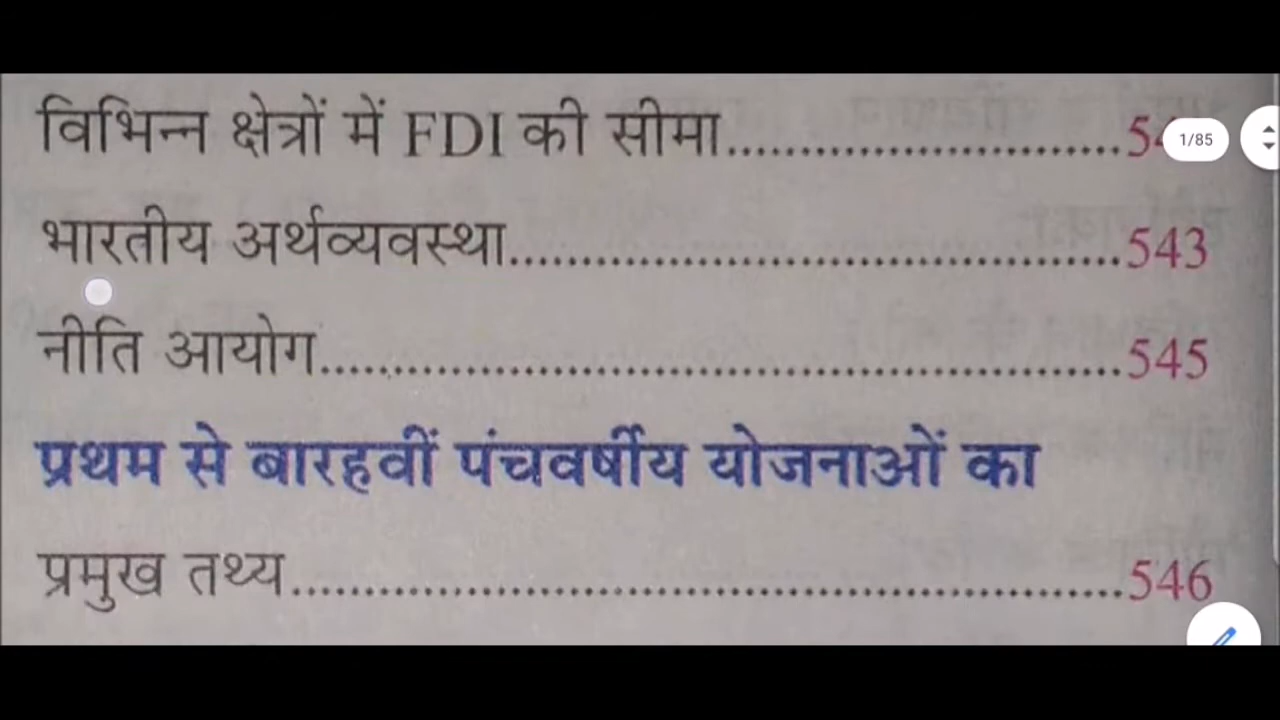 विभिन्न क्षेत्रों में FDI की सीमा...........................
1/85
भारतीय अर्थव्यवस्था..........................................543
नीति आयोग.......................................................545
प्रथम से बारहवीं पंचवर्षीय योजनाओं का
प्रमुख तथ्य.........................................................546